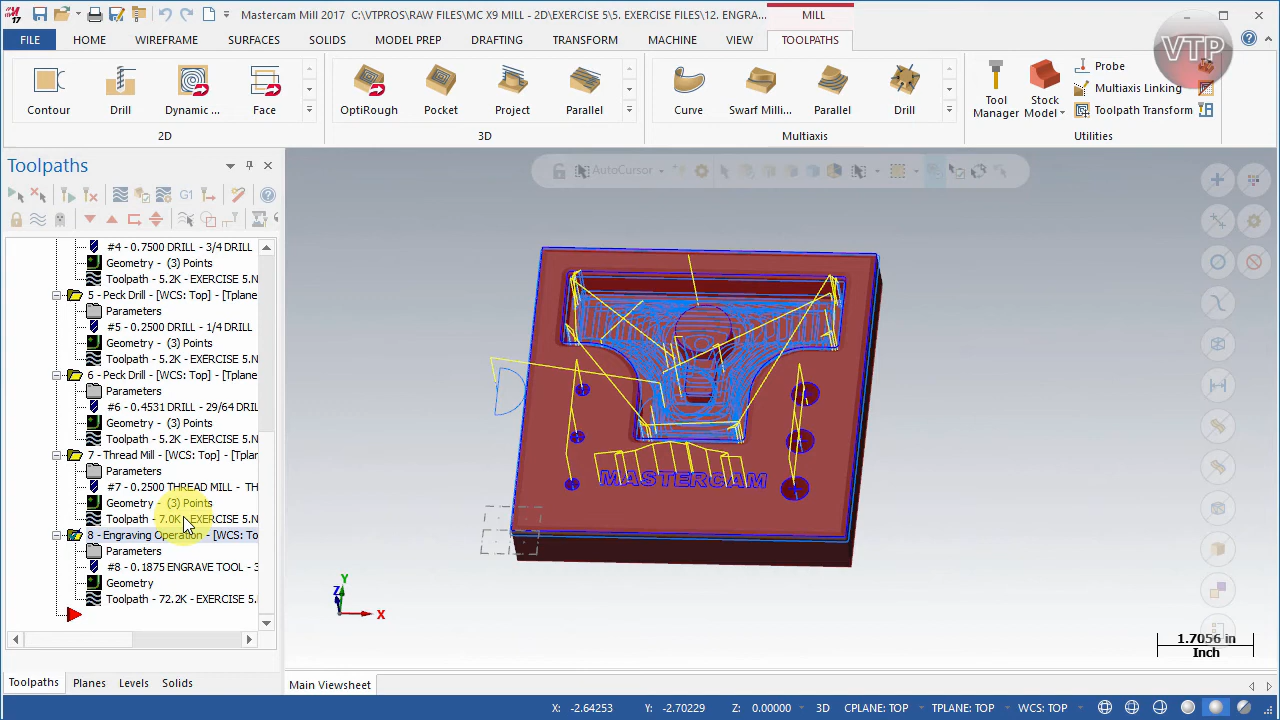 Mastercam Mill 2017 C:\VTPROS\RAW FILES\MC X9 MILL - 2D\EXERCISE 5\5. EXERCISE FILES\12. ENGRA... MILL
FILE HOME WIREFRAME SURFACES SOLIDS MODEL PREP DRAFTING TRANSFORM MACHINE VIEW TOOLPATHS
VTP
Contour Drill Dynamic ... Face OptiRough Pocket Project Parallel Curve Swarf Milli... Parallel Drill
Tool Manager Stock Model
Probe
Multiaxis Linking
Toolpath Transform
2D 3D Multiaxis Utilities
Toolpaths
AutoCursor
G1
#4 - 0.7500 DRILL - 3/4 DRILL
Geometry - (3) Points
Toolpath - 5.2K - EXERCISE 5.N
5 - Peck Drill - [WCS: Top] - [Tplane
Parameters
#5 - 0.2500 DRILL - 1/4 DRILL
Geometry - (3) Points
Toolpath - 5.2K - EXERCISE 5.N
6 - Peck Drill - [WCS: Top] - [Tplane
Parameters
#6 - 0.4531 DRILL - 29/64 DRILL
Geometry - (3) Points
Toolpath - 5.2K - EXERCISE 5.N
7 - Thread Mill - [WCS: Top] - [Tplan
Parameters
#7 - 0.2500 THREAD MILL - TH
Geometry - (3) Points
Toolpath - 7.0K - EXERCISE 5.N
8 - Engraving Operation - [WCS: To
Parameters
#8 - 0.1875 ENGRAVE TOOL - 3
Geometry
Toolpath - 72.2K - EXERCISE 5.
MASTERCAM
Y
Z
X
1.7056 in
Inch
Toolpaths Planes Levels Solids
Main Viewsheet
X: -2.64253 Y: -2.70229 Z: 0.00000 3D CPLANE: TOP TPLANE: TOP WCS: TOP